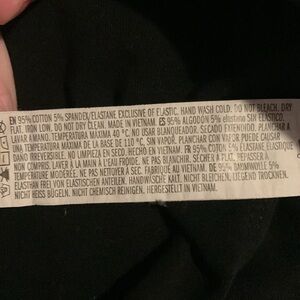 EN 95% COTTON 5% SPANDEX/ELASTANE EXCLUSIVE OF ELASTIC. HAND WASH COLD. DO NOT BLEACH. DRY
FLAT. IRON LOW. DO NOT DRY CLEAN. MADE IN VIETNAM. ES 95% ALGODÓN 5% elastano SIN ELÁSTICO.
LAVAR A MANO. TEMPERATURA MAXIMA 40 °C, NO USAR BLANQUEADOR. SECADO EXTENDIDO. PLANCHAR A
UNA TEMPERATURA MAXIMA DE LA BASE DE 110 °C, SIN VAPOR. PLANCHAR CON VAPOR PUEDE CAUSAR
DANO IRREVERSIBLE. NO LIMPIEZA EN SECO. HECHO EN VIETNAM. FR 95% COTON 5% ÉLASTHANNE
NON COMPRIS. LAVER À LA MAIN À L'EAU FROIDE. NE PAS BLANCHIR. SÉCHER À PLAT. REPASSER À
TEMPÉRATURE MODÉRÉE. NE PAS NETTOYER À SEC. FABRIQUÉ AU VIETNAM. DE 95% BAUMWOLLE 5%
ELASTHAN FREI VON ELASTISCHEN ANTEILEN. HANDWÄSCHE KALT. NICHT BLEICHEN. LIEGEND TROCKNEN.
NICHT HEISS BÜGELN. NICHT CHEMISCH REINIGEN. HERGESTELLT IN VIETNAM.